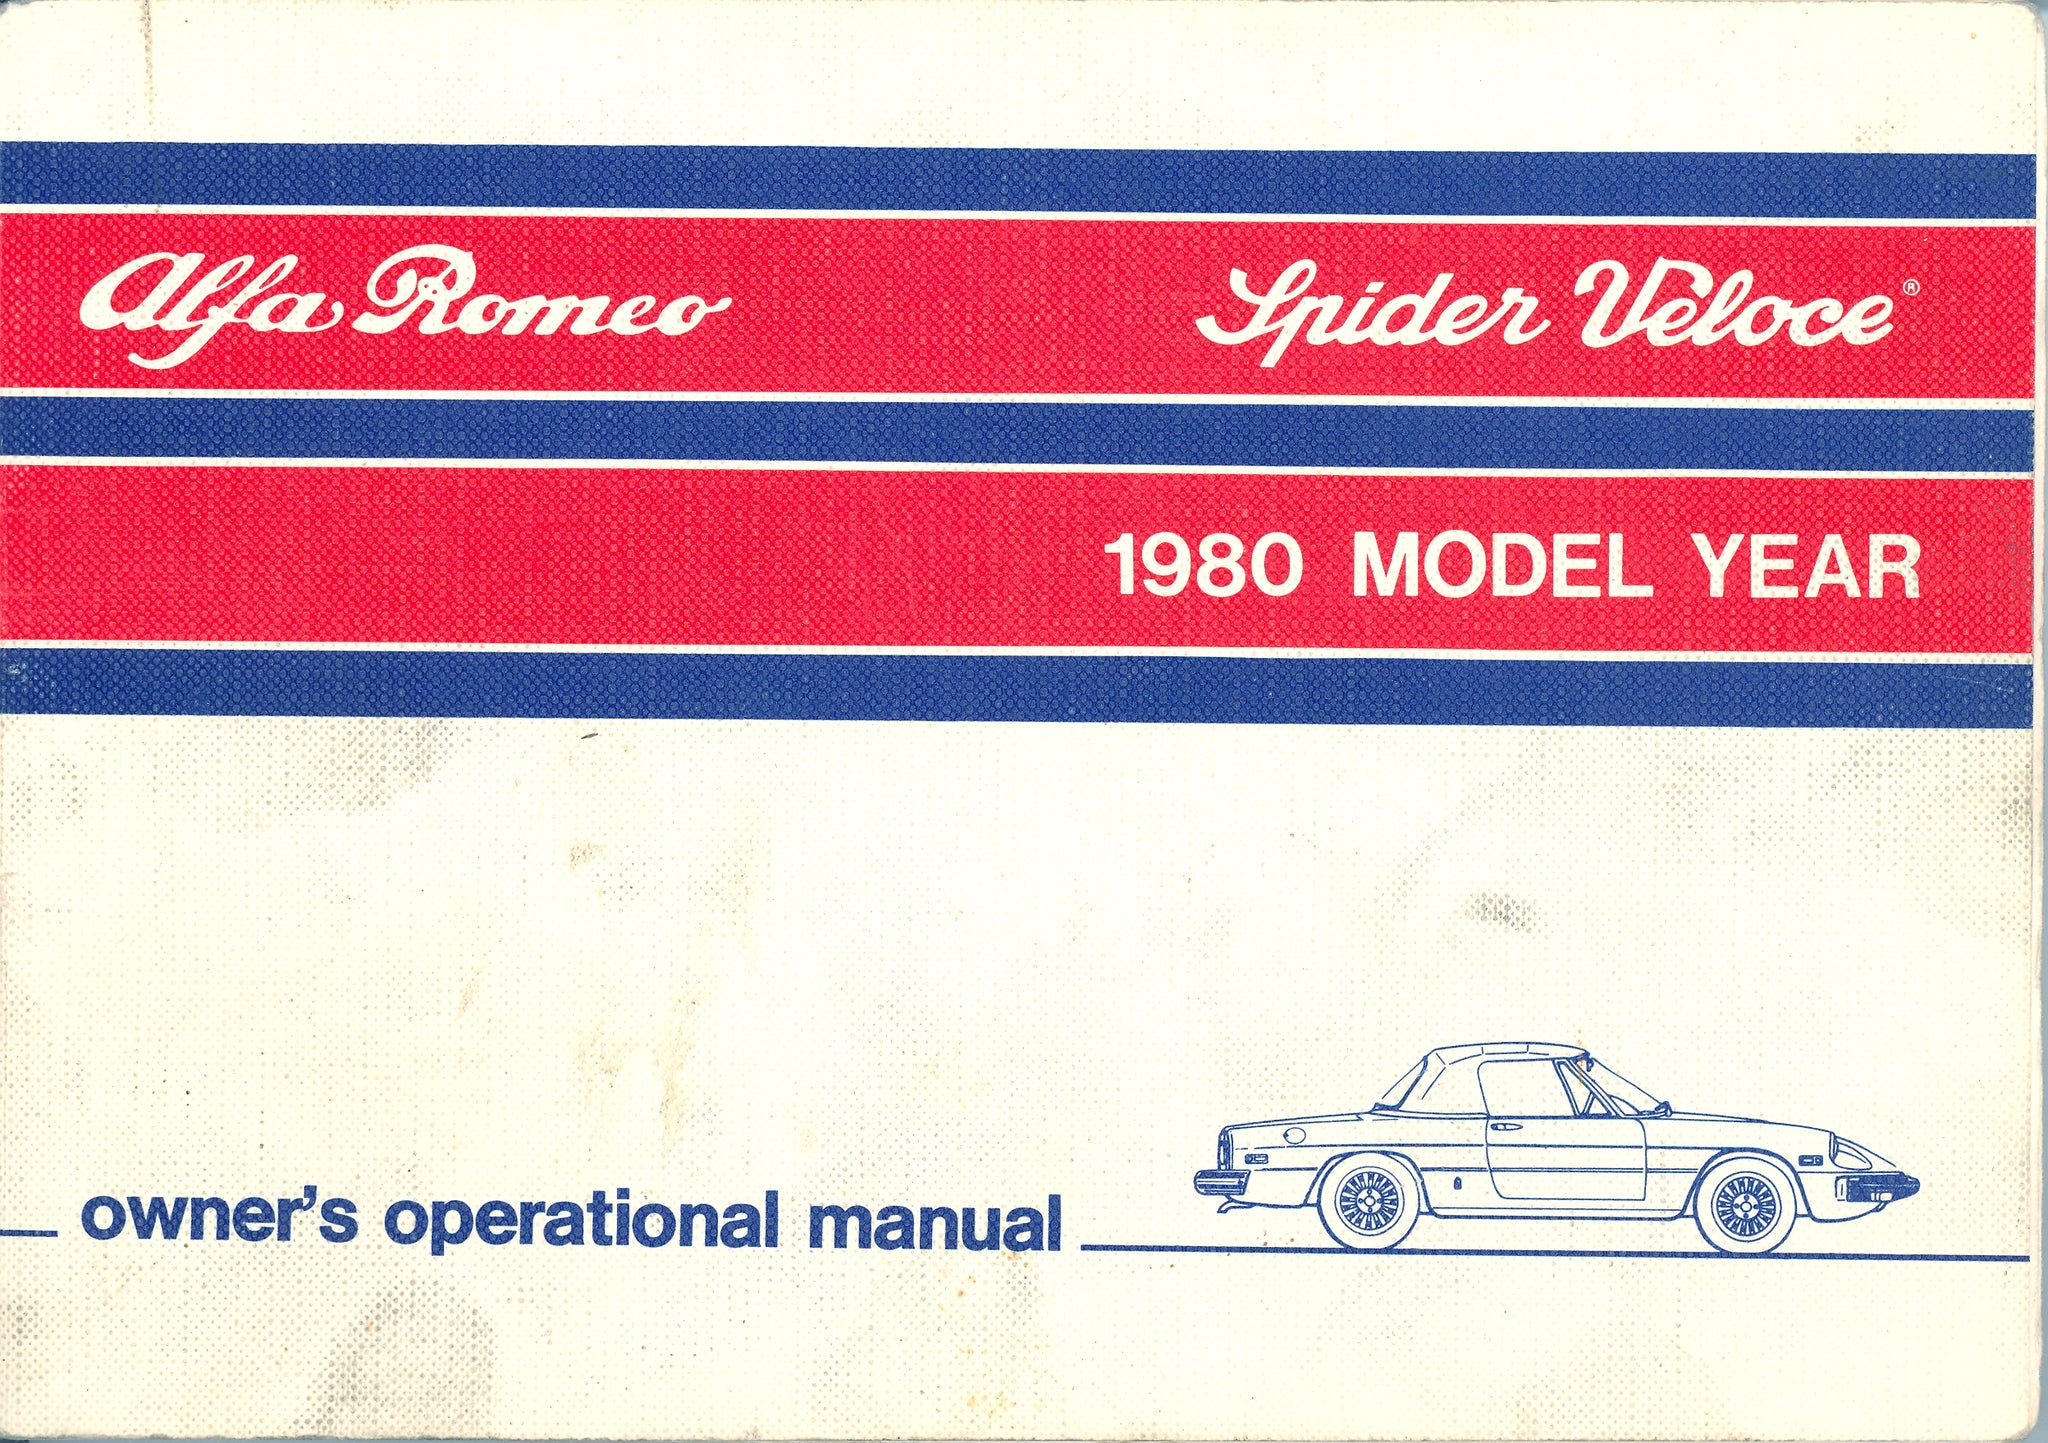 Alfa Romeo Spider Veloce®
1980 MODEL YEAR
owner's operational manual